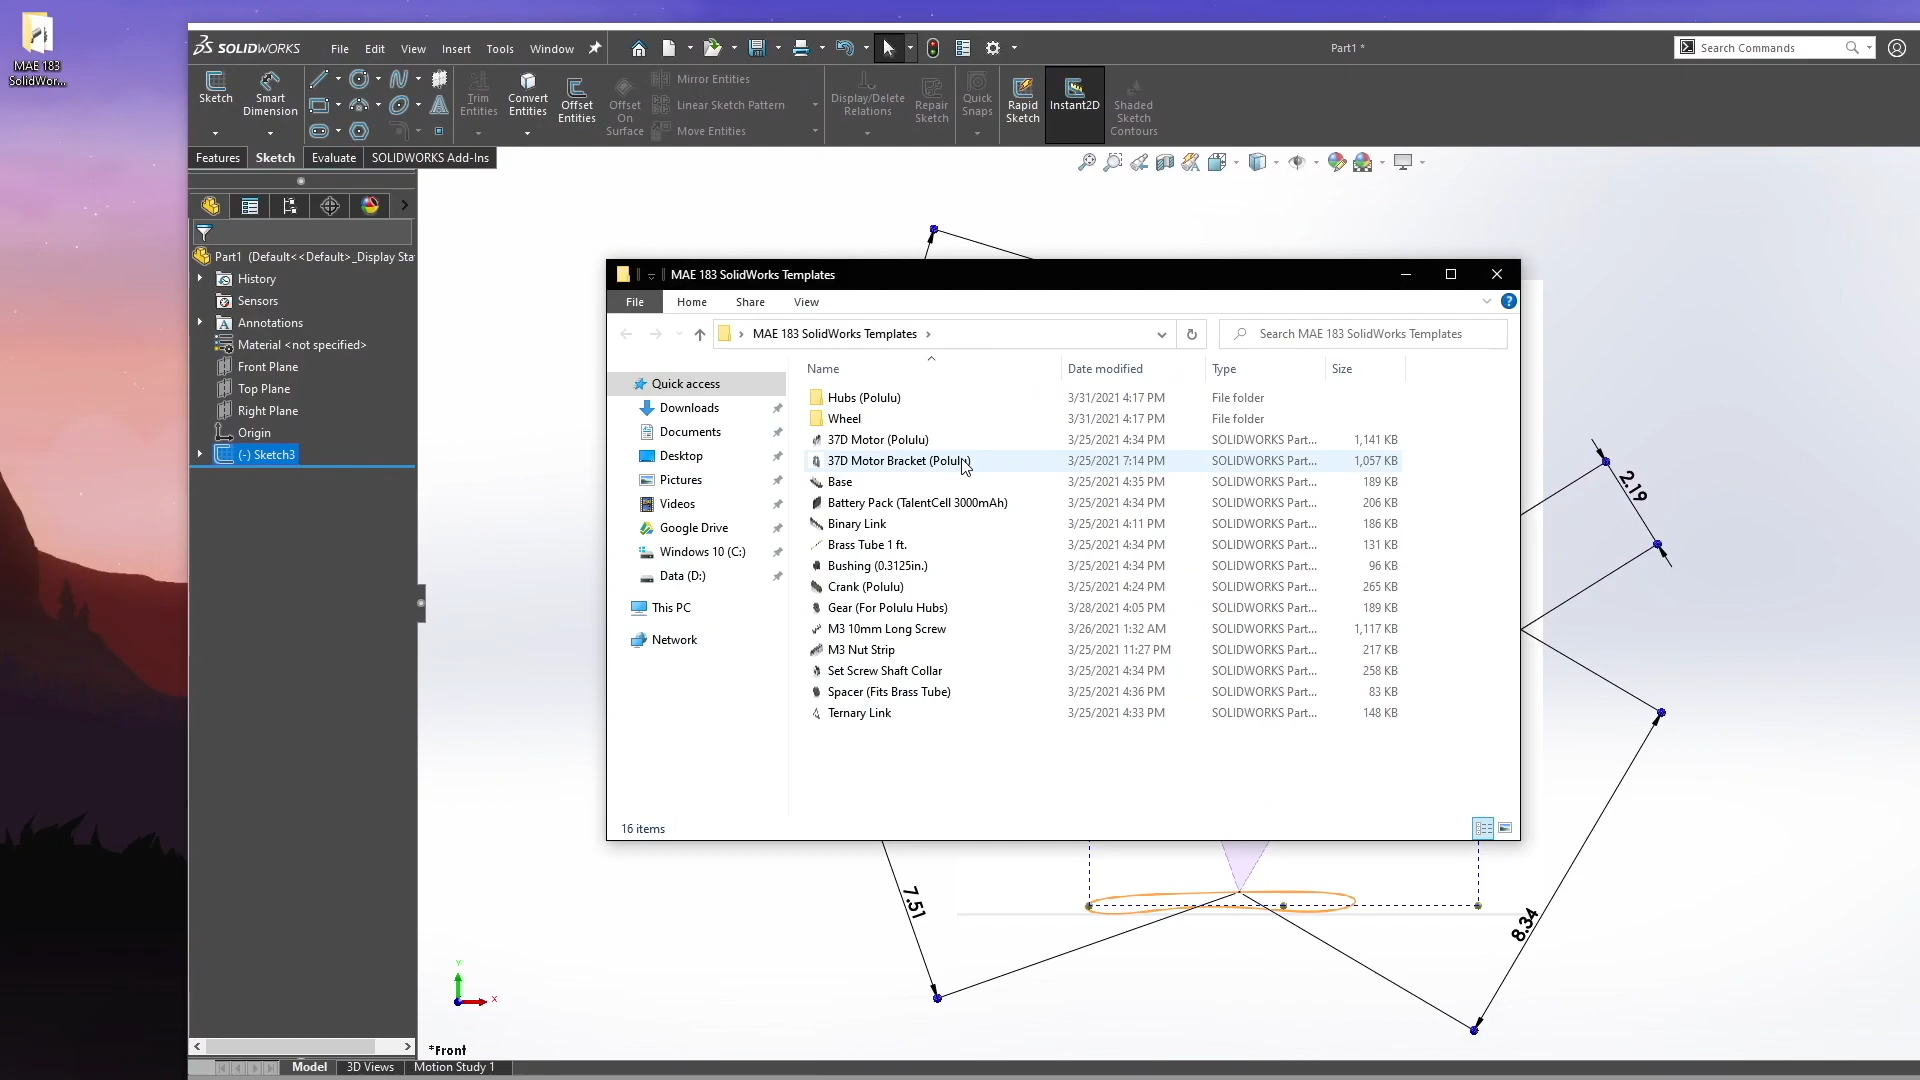 MAE 183
SolidWor...
SOLIDWORKS
File Edit View Insert Tools Window
Part1 *
Search Commands
Sketch
Smart
Dimension
Trim
Entities
Convert
Entities
Offset
Entities
Offset
On
Surface
Mirror Entities
Linear Sketch Pattern
Move Entities
Display/Delete
Relations
Repair
Sketch
Quick
Snaps
Rapid
Sketch
Instant2D
Shaded
Sketch
Contours
Features Sketch Evaluate SOLIDWORKS Add-Ins
Part1 (Default<<Default>_Display Sta
History
Sensors
Annotations
Material <not specified>
Front Plane
Top Plane
Right Plane
Origin
(-) Sketch3
MAE 183 SolidWorks Templates
File Home Share View
MAE 183 SolidWorks Templates
Search MAE 183 SolidWorks Templates
Quick access
Downloads
Documents
Desktop
Pictures
Videos
Google Drive
Windows 10 (C:)
Data (D:)
This PC
Network
Name Date modified Type Size
Hubs (Polulu) 3/31/2021 4:17 PM File folder
Wheel 3/31/2021 4:17 PM File folder
37D Motor (Polulu) 3/25/2021 4:34 PM SOLIDWORKS Part... 1,141 KB
37D Motor Bracket (Polulu) 3/25/2021 7:14 PM SOLIDWORKS Part... 1,057 KB
Base 3/25/2021 4:35 PM SOLIDWORKS Part... 189 KB
Battery Pack (TalentCell 3000mAh) 3/25/2021 4:34 PM SOLIDWORKS Part... 206 KB
Binary Link 3/25/2021 4:11 PM SOLIDWORKS Part... 186 KB
Brass Tube 1 ft. 3/25/2021 4:34 PM SOLIDWORKS Part... 131 KB
Bushing (0.3125in.) 3/25/2021 4:34 PM SOLIDWORKS Part... 96 KB
Crank (Polulu) 3/25/2021 4:24 PM SOLIDWORKS Part... 265 KB
Gear (For Polulu Hubs) 3/28/2021 4:05 PM SOLIDWORKS Part... 189 KB
M3 10mm Long Screw 3/26/2021 1:32 AM SOLIDWORKS Part... 1,117 KB
M3 Nut Strip 3/25/2021 11:27 PM SOLIDWORKS Part... 217 KB
Set Screw Shaft Collar 3/25/2021 4:34 PM SOLIDWORKS Part... 258 KB
Spacer (Fits Brass Tube) 3/25/2021 4:36 PM SOLIDWORKS Part... 83 KB
Ternary Link 3/25/2021 4:33 PM SOLIDWORKS Part... 148 KB
16 items
2.19
7.51
8.34
Y
X
*Front
Model 3D Views Motion Study 1